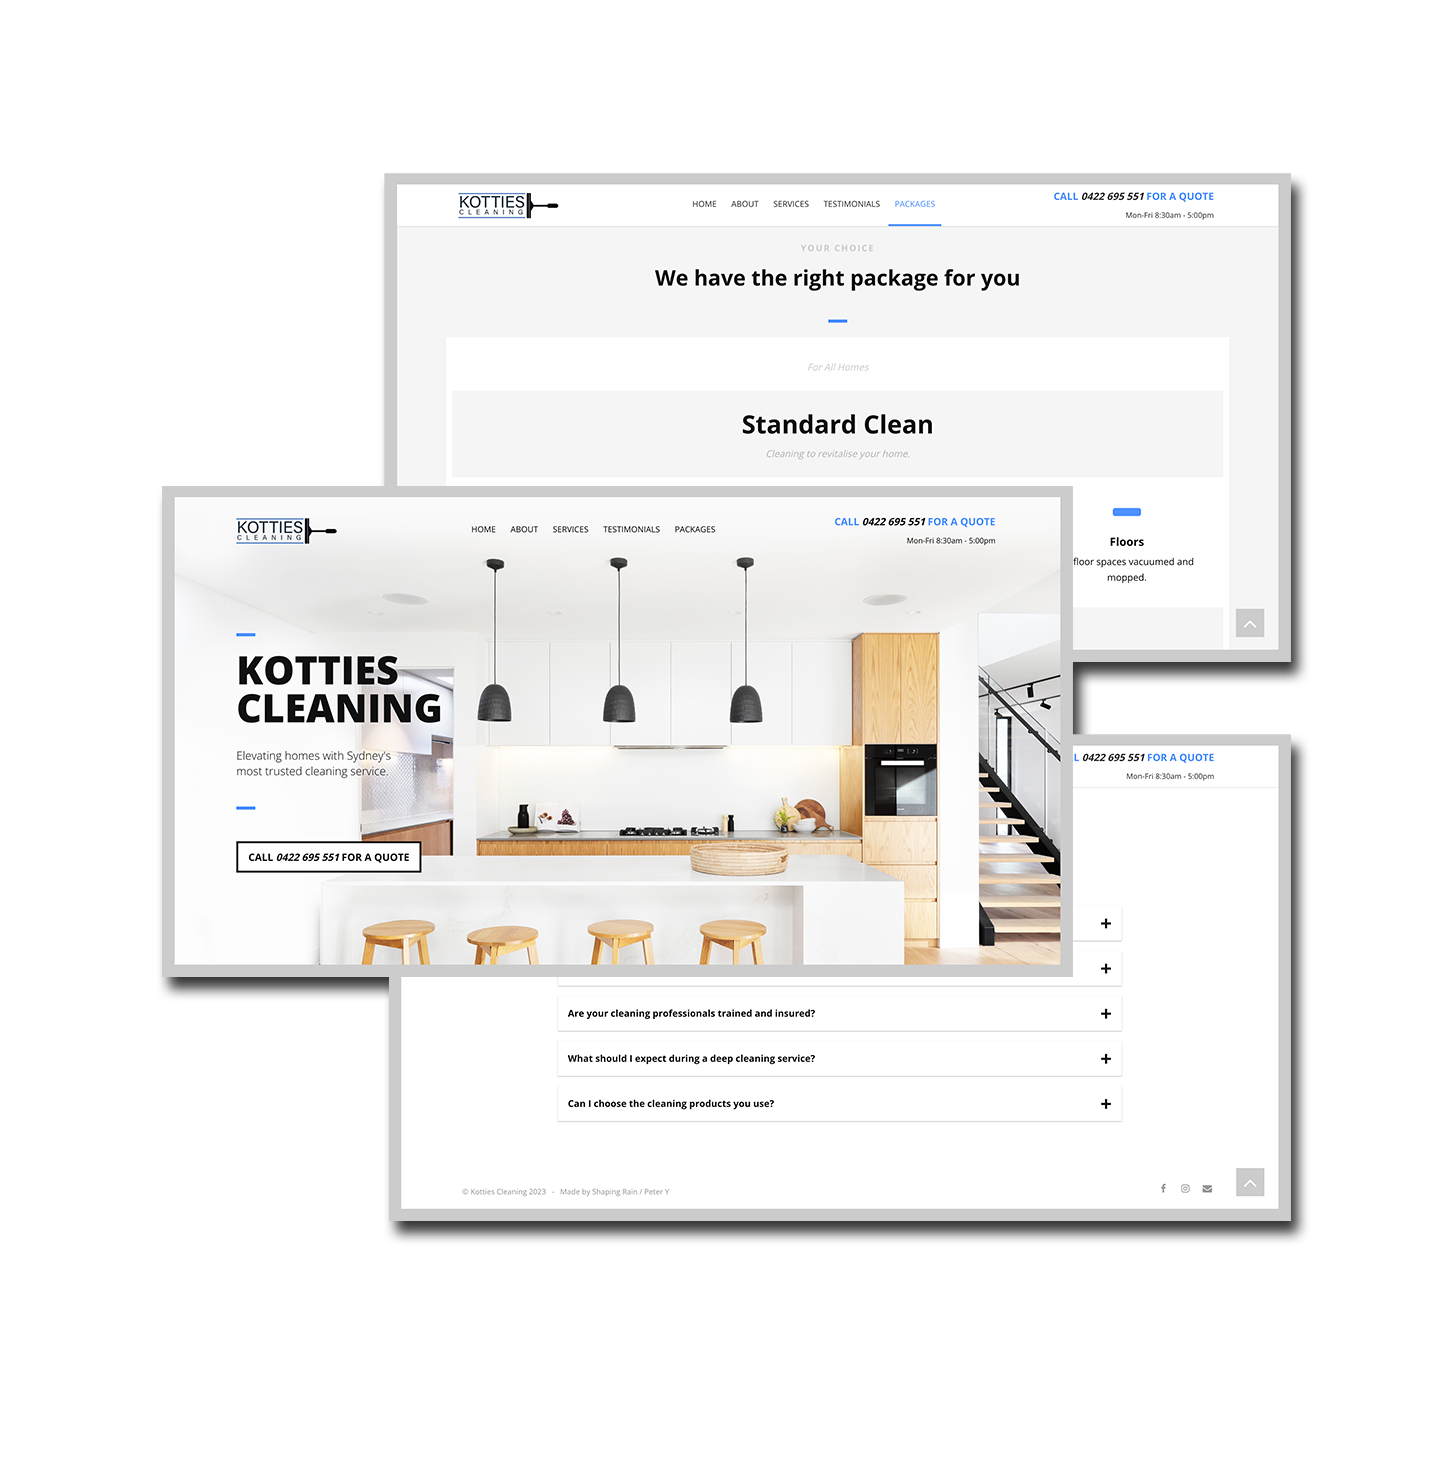 KOTTIES
CLEANING
HOME ABOUT SERVICES TESTIMONIALS PACKAGES
CALL 0422 695 551 FOR A QUOTE
Mon-Fri 8:30am - 5:00pm
YOUR CHOICE
We have the right package for you
For All Homes
Standard Clean
Cleaning to revitalise your home.
Floors
floor spaces vacuumed and
mopped.
KOTTIES
CLEANING
HOME ABOUT SERVICES TESTIMONIALS PACKAGES
CALL 0422 695 551 FOR A QUOTE
Mon-Fri 8:30am - 5:00pm
KOTTIES
CLEANING
Elevating homes with Sydney's
most trusted cleaning service.
CALL 0422 695 551 FOR A QUOTE
L 0422 695 551 FOR A QUOTE
Mon-Fri 8:30am - 5:00pm
Are your cleaning professionals trained and insured?
What should I expect during a deep cleaning service?
Can I choose the cleaning products you use?
© Kotties Cleaning 2023 - Made by Shaping Rain / Peter Y